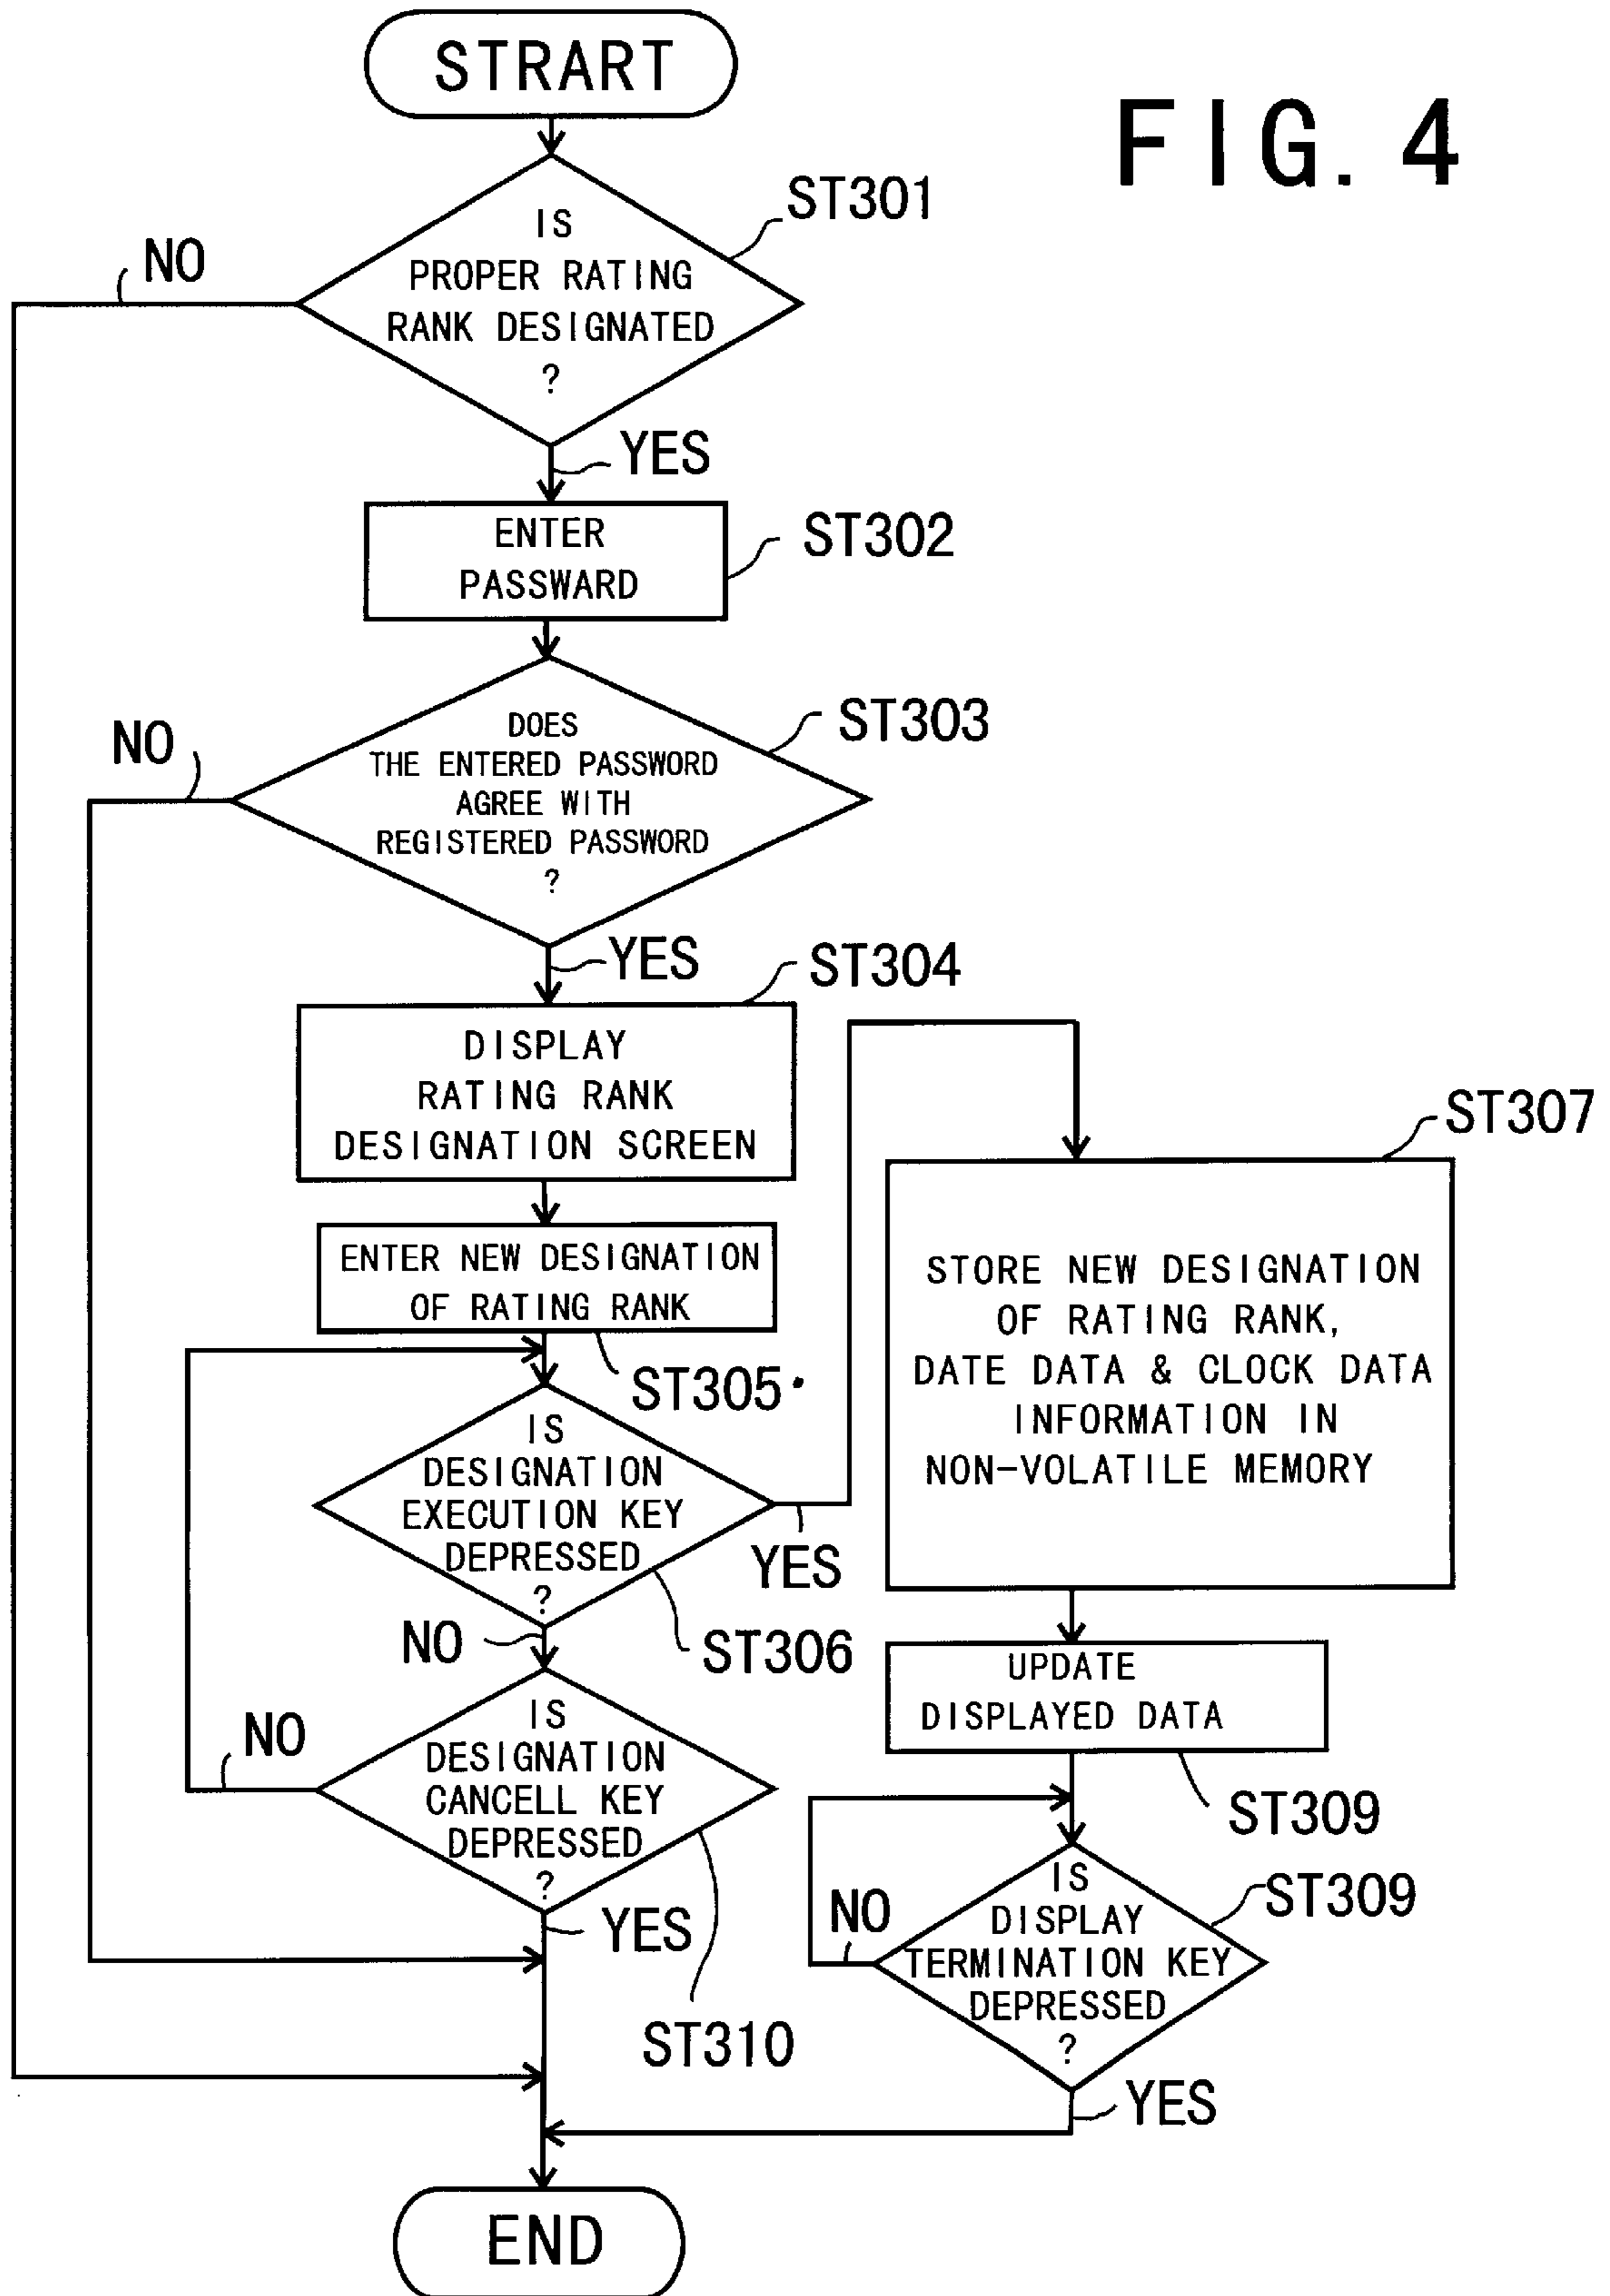 STRART
FIG. 4
ST301
NO
IS
PROPER RATING
RANK DESIGNATED
?
YES
ENTER
PASSWARD
ST302
NO
DOES
THE ENTERED PASSWORD
AGREE WITH
REGISTERED PASSWORD
?
ST303
YES
ST304
DISPLAY
RATING RANK
DESIGNATION SCREEN
ENTER NEW DESIGNATION
OF RATING RANK
ST305
IS
DESIGNATION
EXECUTION KEY
DEPRESSED
?
YES
NO
ST306
ST307
STORE NEW DESIGNATION
OF RATING RANK,
DATE DATA & CLOCK DATA
INFORMATION IN
NON-VOLATILE MEMORY
UPDATE
DISPLAYED DATA
ST309
NO
IS
DESIGNATION
CANCELL KEY
DEPRESSED
?
YES
ST310
IS
DISPLAY
TERMINATION KEY
DEPRESSED
?
ST309
NO
YES
END